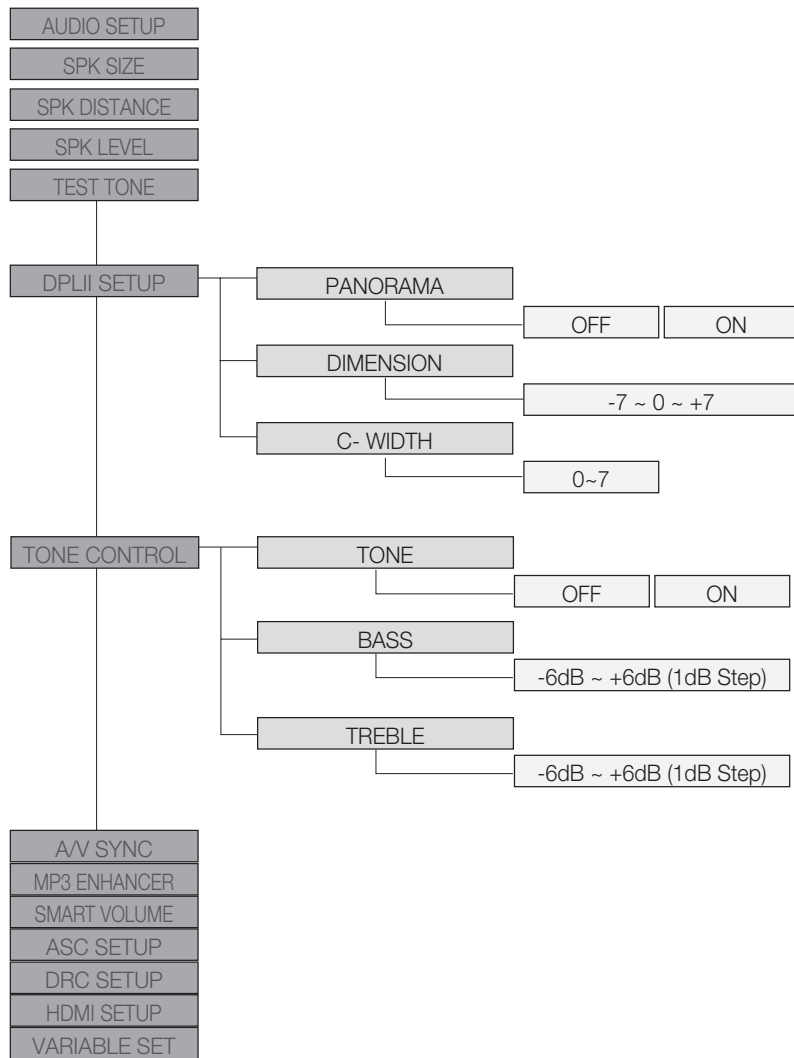 AUDIO SETUP
SPK SIZE
SPK DISTANCE
SPK LEVEL
TEST TONE
DPLII SETUP
PANORAMA
OFF ON
DIMENSION
-7 ~ 0 ~ +7
C- WIDTH
0~7
TONE CONTROL
TONE
OFF ON
BASS
-6dB ~ +6dB (1dB Step)
TREBLE
-6dB ~ +6dB (1dB Step)
A/V SYNC
MP3 ENHANCER
SMART VOLUME
ASC SETUP
DRC SETUP
HDMI SETUP
VARIABLE SET